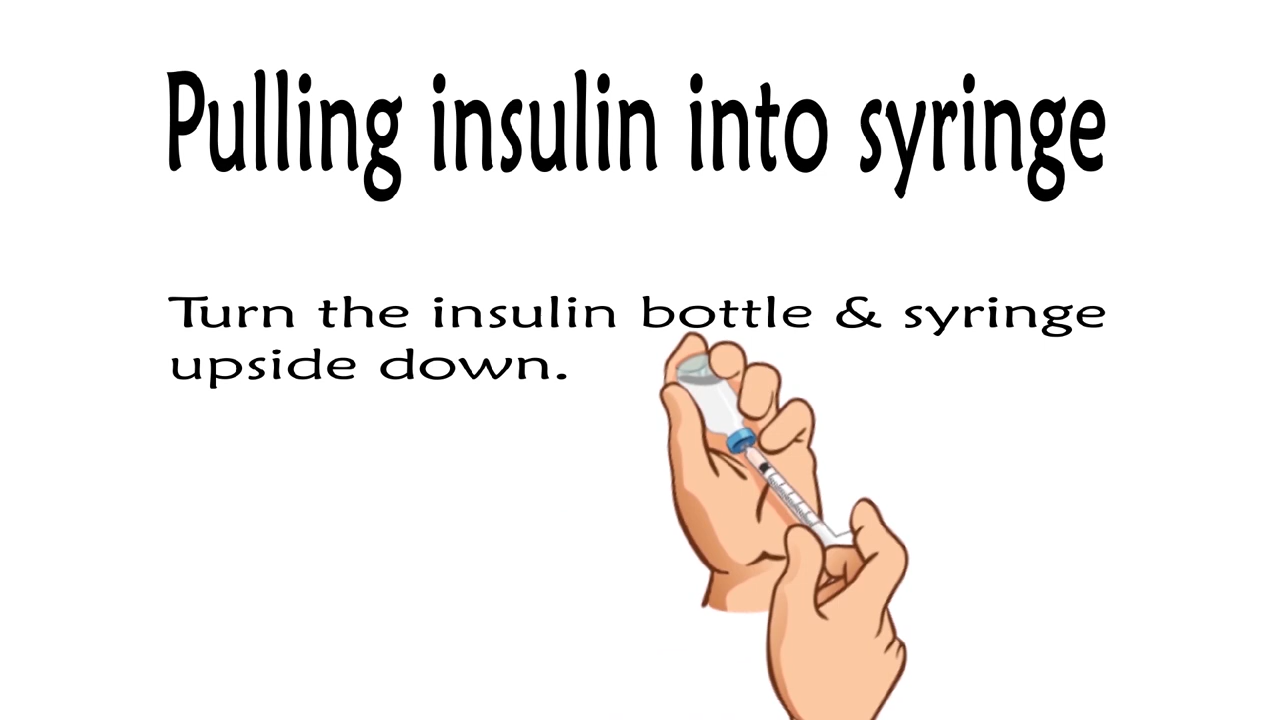 Pulling insulin into syringe
Turn the insulin bottle & syringe
upside down.